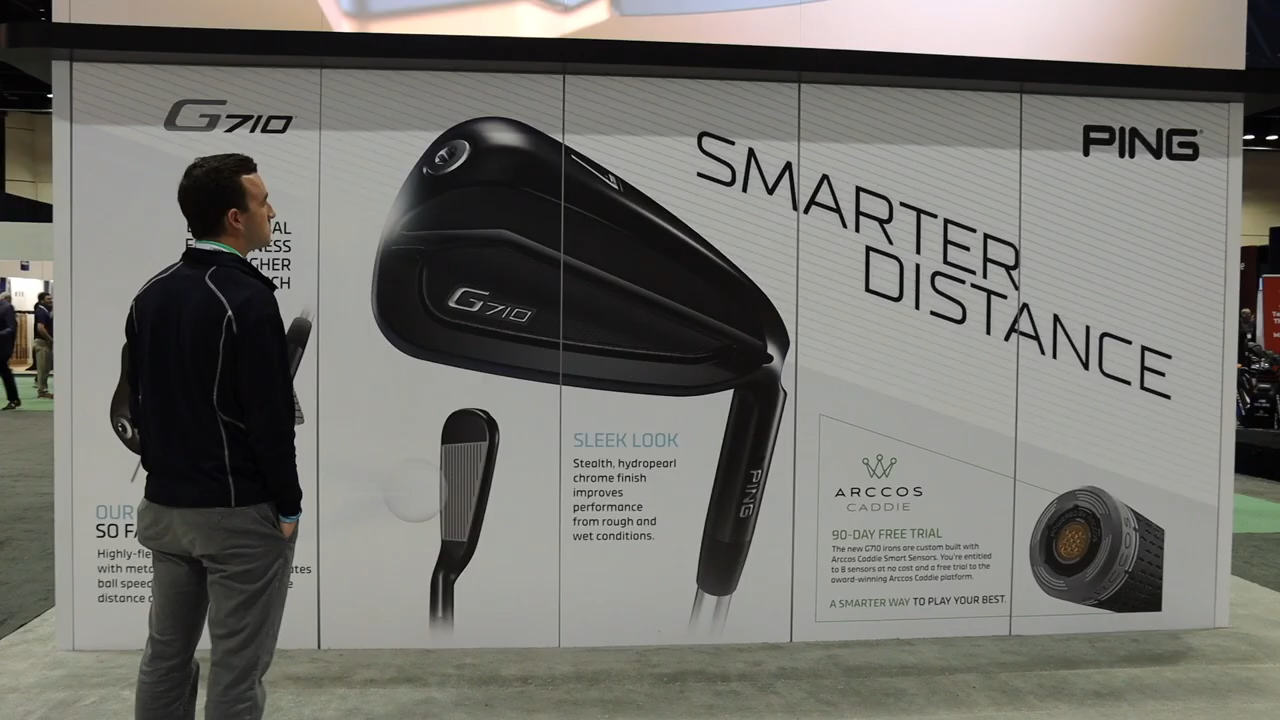 G710
PING
SMARTER
DISTANCE
7
G710
PING
OUR
with
ball speed
distance
SLEEK LOOK
Stealth, hydropearl
chrome finish
improves
performance
from rough and
wet conditions.
ARCCOS
CADDIE
90-DAY FREE TRIAL
The new G710 irons are custom built with
Arccos Caddie Smart Sensors. You're entitled
to 8 sensors at no cost and a free trial to the
award-winning Arccos Caddie platform.
A SMARTER WAY TO PLAY YOUR BEST.